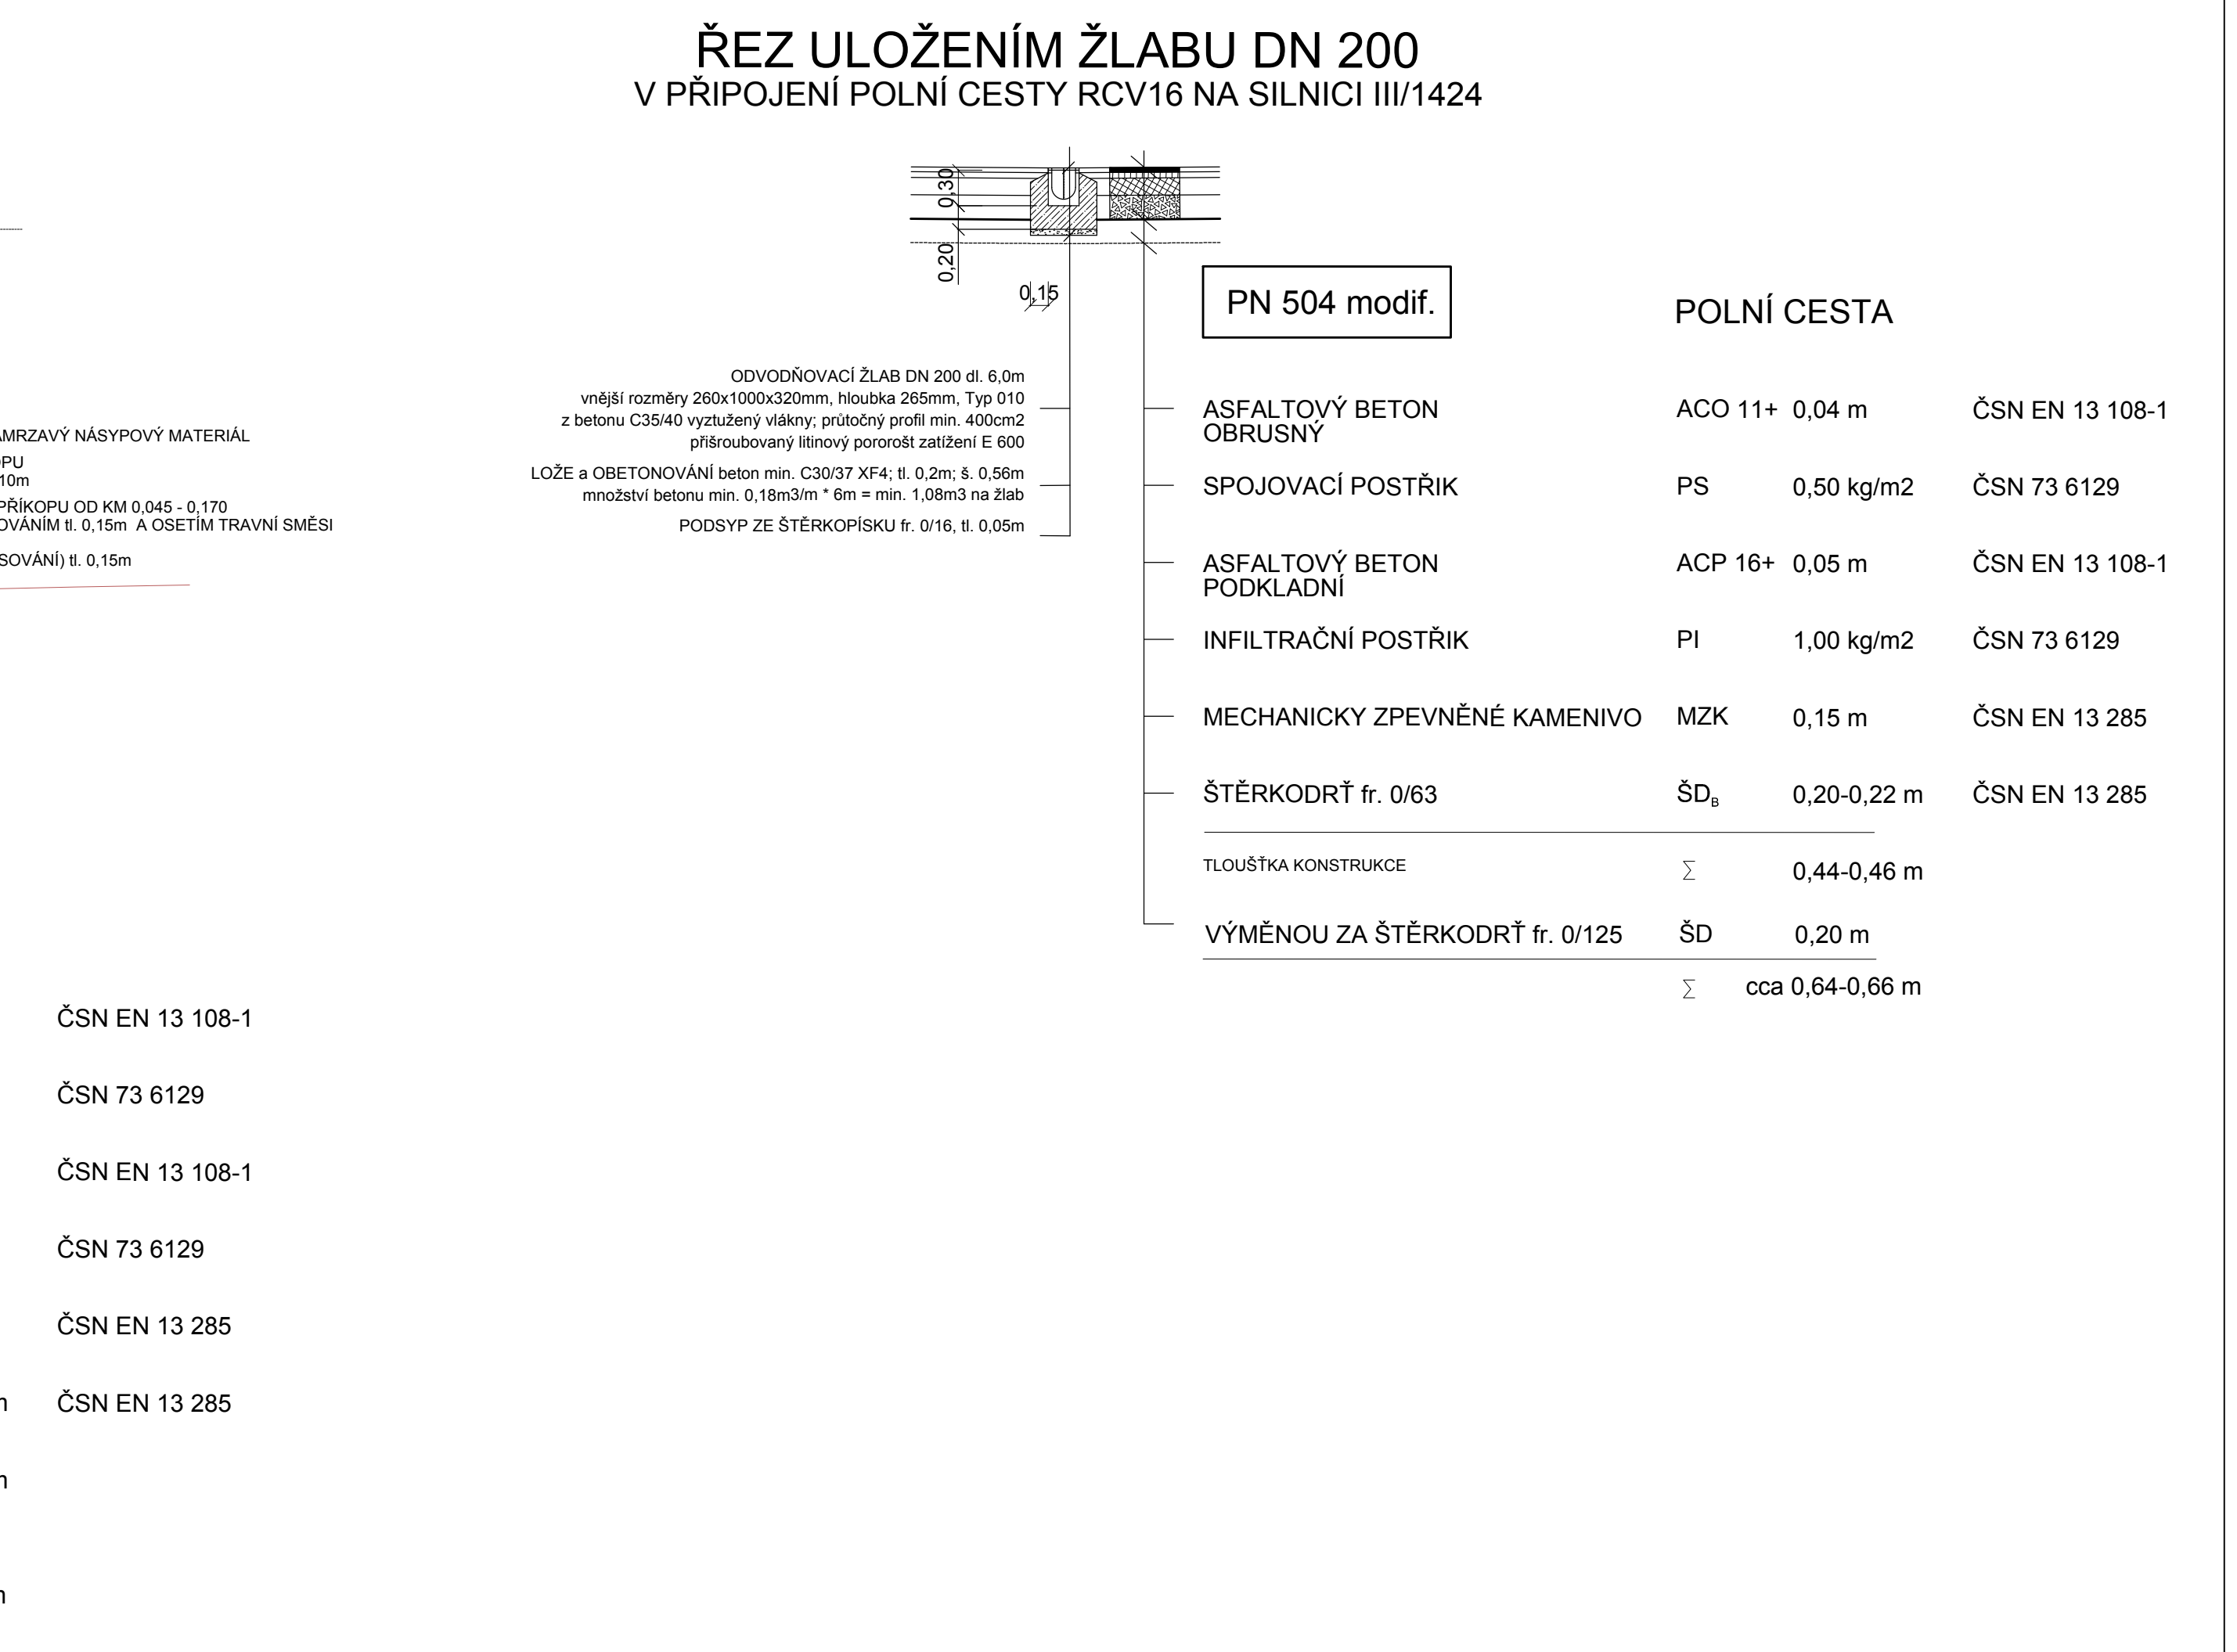 ŘEZ ULOŽENÍM ŽLABU DN 200
V PŘIPOJENÍ POLNÍ CESTY RCV16 NA SILNICI III/1424
0,30
0,20
0,15
PN 504 modif.
POLNÍ CESTA
ODVODŇOVACÍ ŽLAB DN 200 dl. 6,0m
vnější rozměry 260x1000x320mm, hloubka 265mm, Typ 010
z betonu C35/40 vyztužený vlákny; průtočný profil min. 400cm2
přišroubovaný litinový pororošt zatížení E 600
LOŽE a OBETONOVÁNÍ beton min. C30/37 XF4; tl. 0,2m; š. 0,56m
množství betonu min. 0,18m3/m * 6m = min. 1,08m3 na žlab
PODSYP ZE ŠTĚRKOPÍSKU fr. 0/16, tl. 0,05m
ASFALTOVÝ BETON ACO 11+ 0,04 m ČSN EN 13 108-1
OBRUSNÝ
SPOJOVACÍ POSTŘIK PS 0,50 kg/m2 ČSN 73 6129
ASFALTOVÝ BETON ACP 16+ 0,05 m ČSN EN 13 108-1
PODKLADNÍ
INFILTRAČNÍ POSTŘIK PI 1,00 kg/m2 ČSN 73 6129
MECHANICKY ZPEVNĚNÉ KAMENIVO MZK 0,15 m ČSN EN 13 285
ŠTĚRKODRŤ fr. 0/63 ŠDB 0,20-0,22 m ČSN EN 13 285
TLOUŠŤKA KONSTRUKCE ∑ 0,44-0,46 m
VÝMĚNOU ZA ŠTĚRKODRŤ fr. 0/125 ŠD 0,20 m
∑ cca 0,64-0,66 m
AMRZAVÝ NÁSYPOVÝ MATERIÁL
OPU
10m
PŘÍKOPU OD KM 0,045 - 0,170
OVÁNÍM tl. 0,15m A OSETÍM TRAVNÍ SMĚSI
SOVÁNÍ) tl. 0,15m
ČSN EN 13 108-1
ČSN 73 6129
ČSN EN 13 108-1
ČSN 73 6129
ČSN EN 13 285
m ČSN EN 13 285
m
m